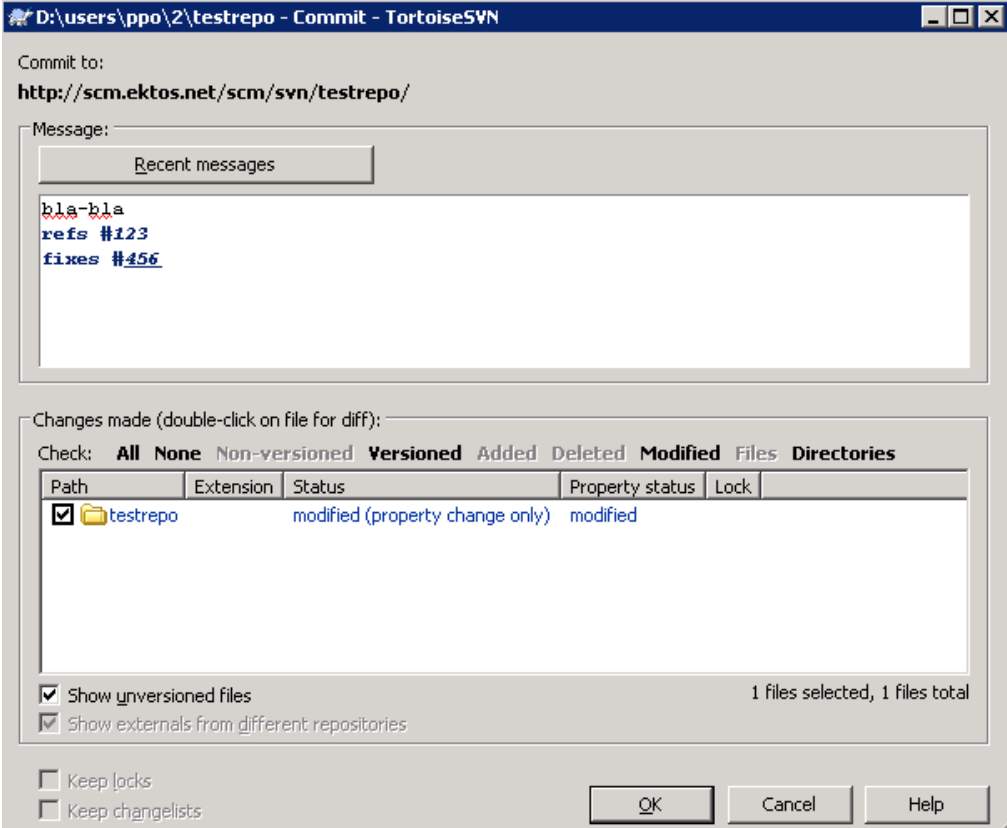 D:\users\ppo\2\testrepo - Commit - TortoiseSVN
Commit to:
http://scm.ektos.net/scm/svn/testrepo/
Message:
Recent messages
bla-bla
refs #123
fixes #456
Changes made (double-click on file for diff):
Check: All None Non-versioned Versioned Added Deleted Modified Files Directories
Path Extension Status Property status Lock
testrepo modified (property change only) modified
Show unversioned files 1 files selected, 1 files total
Show externals from different repositories
Keep locks
Keep changelists
OK Cancel Help